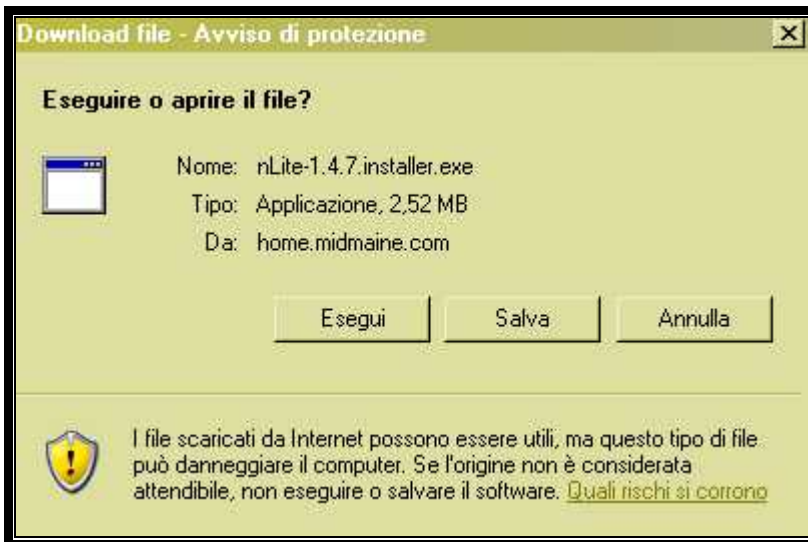 Download file - Avviso di protezione
Eseguire o aprire il file?
Nome: nLite-1.4.7.installer.exe
Tipo: Applicazione, 2,52 MB
Da: home.midmaine.com
Esegui Salva Annulla
I file scaricati da Internet possono essere utili, ma questo tipo di file
può danneggiare il computer. Se l'origine non è considerata
attendibile, non eseguire o salvare il software. Quali rischi si corrono